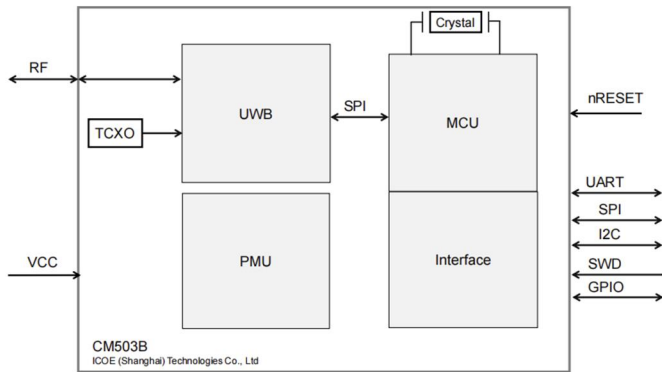 Crystal
RF
UWB
SPI
MCU
nRESET
TCXO
UART
SPI
I2C
VCC
PMU
Interface
SWD
GPIO
CM503B
ICOE (Shanghai) Technologies Co., Ltd